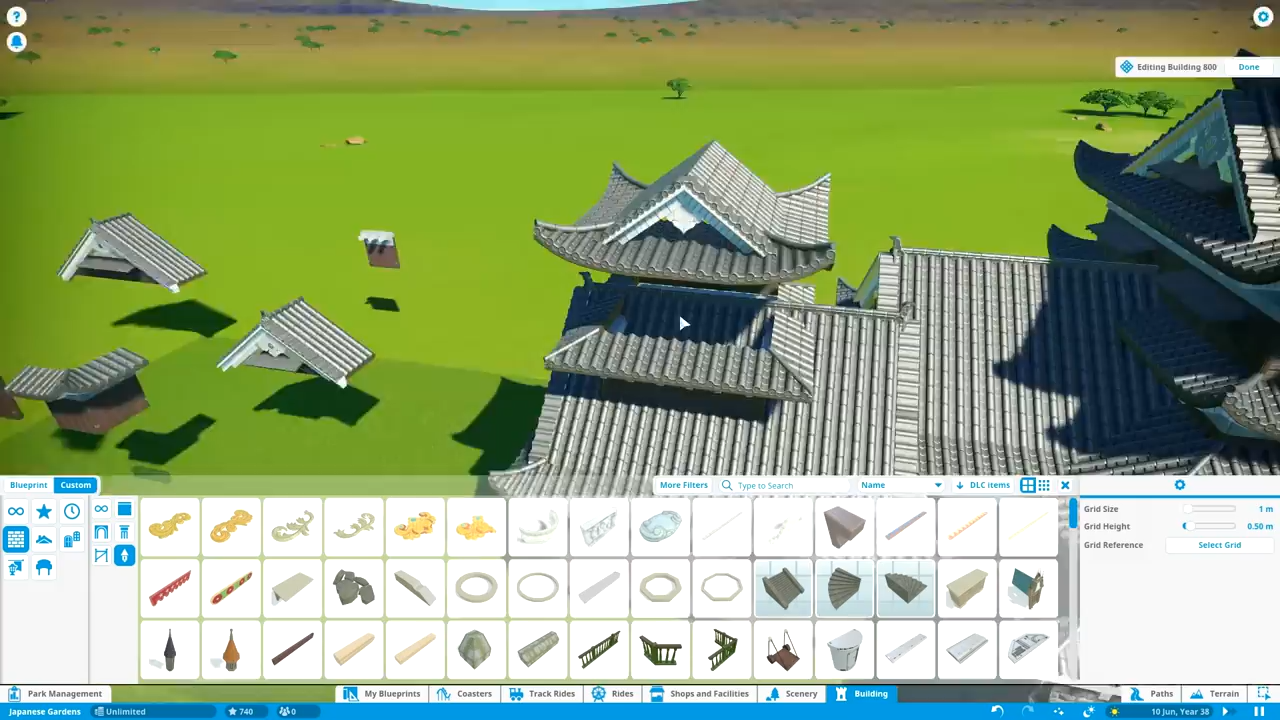 ?
Editing Building 800 Done
Blueprint Custom More Filters Type to Search Name DLC items
Grid Size 1 m
Grid Height 0.50 m
Grid Reference Select Grid
Park Management My Blueprints Coasters Track Rides Rides Shops and Facilities Scenery Building Paths Terrain
Japanese Gardens Unlimited 740 0 10 Jun, Year 38